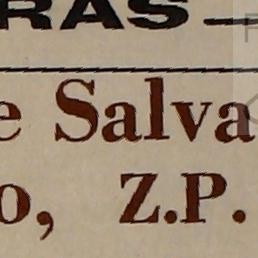 RAS
e Salva
o, Z.P.